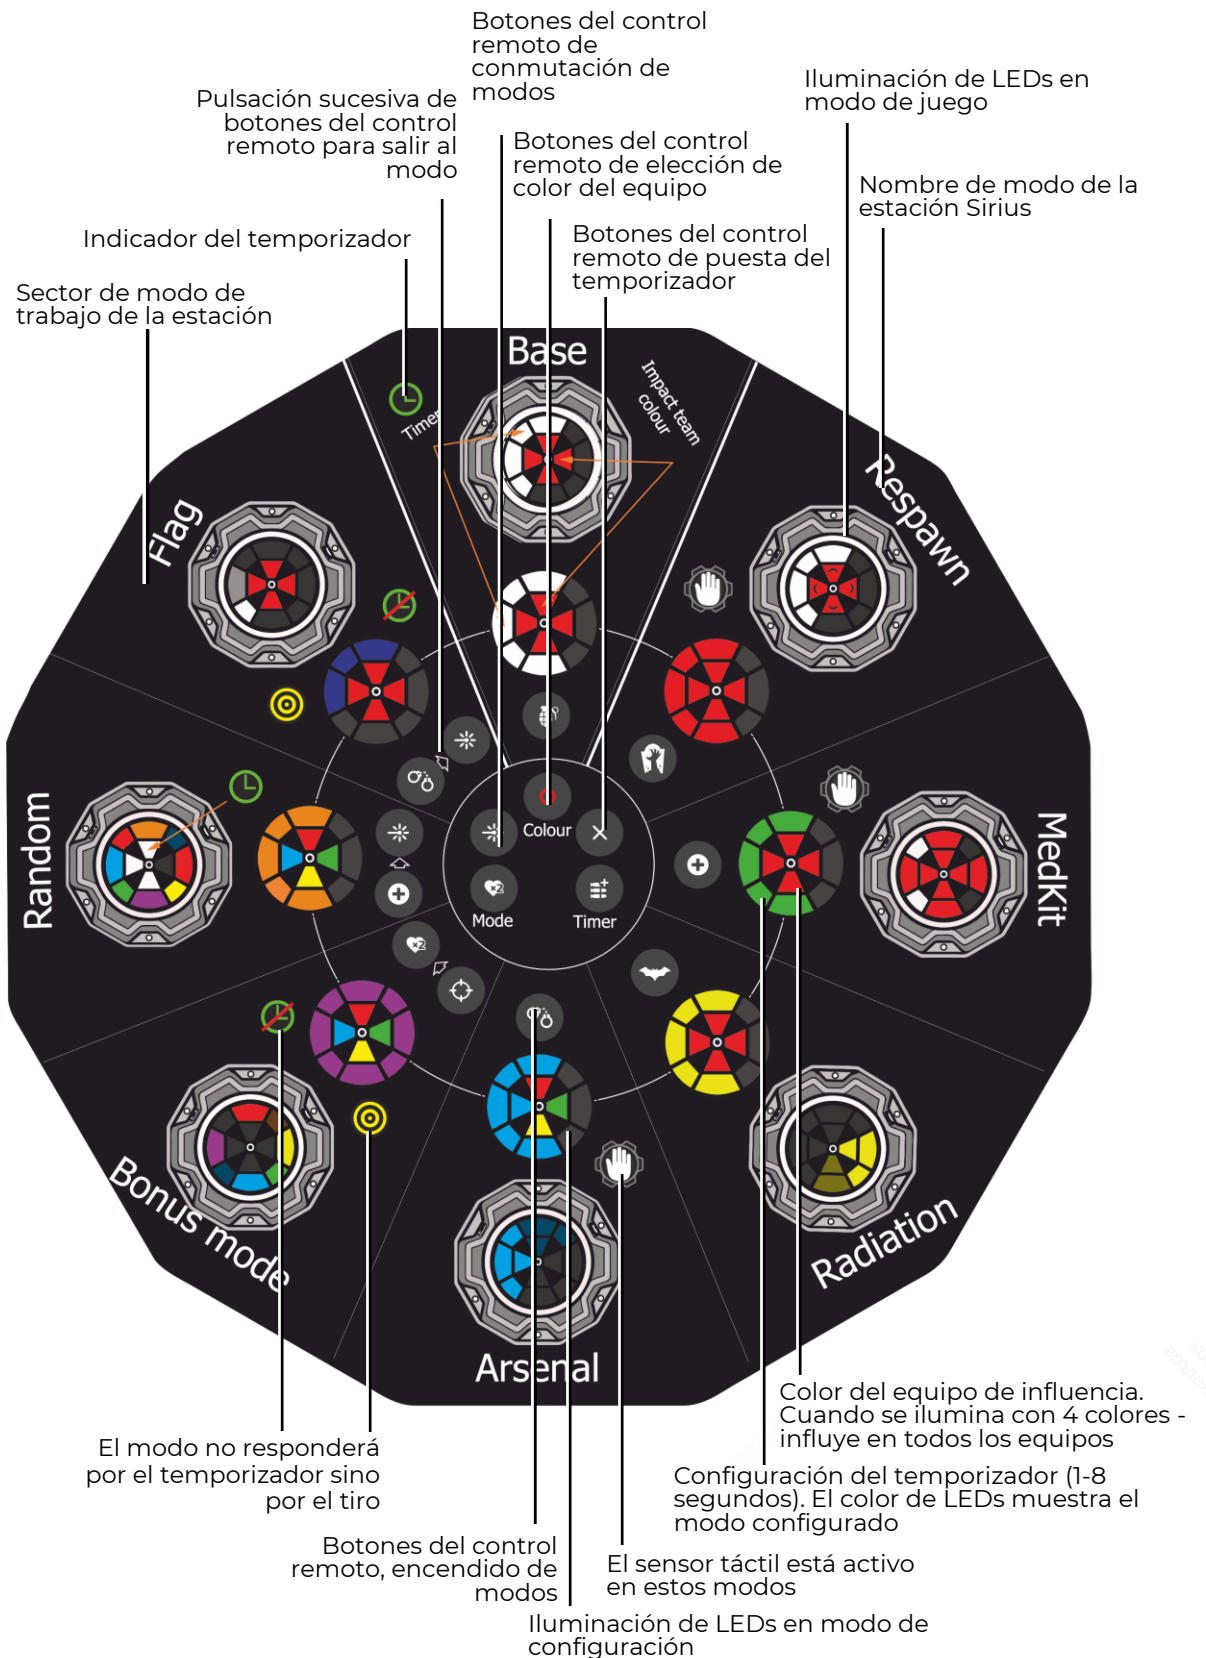 Botones del control
remoto de
conmutación de
modos
Iluminación de LEDs en
modo de juego
Pulsación sucesiva de
botones del control
remoto para salir al
modo
Botones del control
remoto de elección de
color del equipo
Nombre de modo de la
estación Sirius
Indicador del temporizador
Botones del control
remoto de puesta del
temporizador
Sector de modo de
trabajo de la estación
Base
Timer
Impact team
colour
Flag
Respawn
Random
MedKit
Colour
Mode
Timer
x2
x2
Bonus mode
Radiation
Arsenal
Color del equipo de influencia.
Cuando se ilumina con 4 colores -
influye en todos los equipos
El modo no responderá
por el temporizador sino
por el tiro
Configuración del temporizador (1-8
segundos). El color de LEDs muestra el
modo configurado
Botones del control
remoto, encendido de
modos
El sensor táctil está activo
en estos modos
Iluminación de LEDs en modo de
configuración